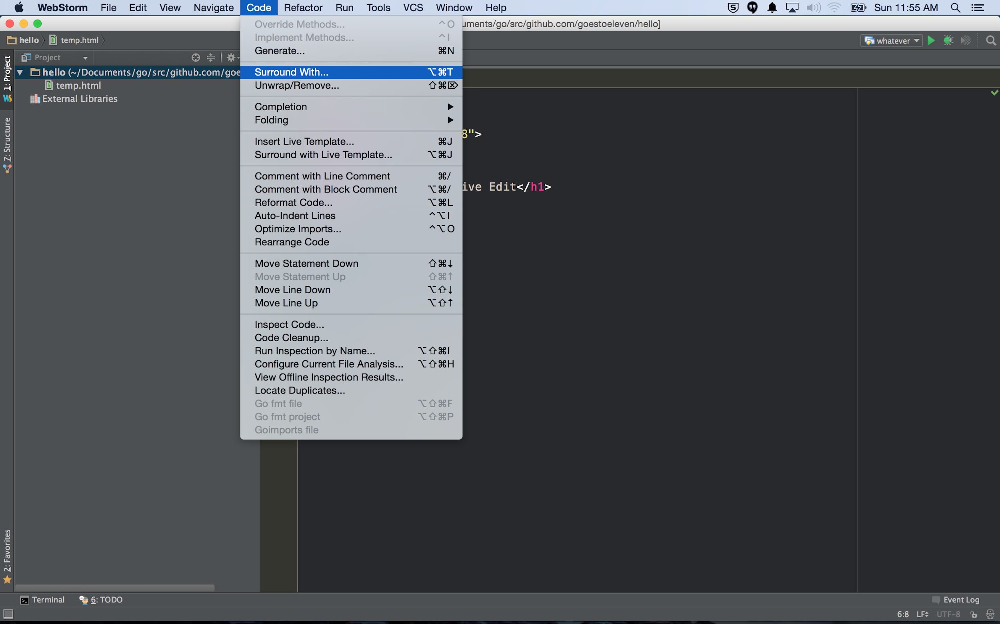 WebStorm File Edit View Navigate Code Refactor Run Tools VCS Window Help Sun 11:55 AM
uments/go/src/github.com/goestoeleven/hello]
hello temp.html whatever
Project
1: Project
hello (~/Documents/go/src/github.com/goe
temp.html
External Libraries
WS
7: Structure
Override Methods... ^O
Implement Methods... ^I
Generate... ⌘N
Surround With... ⌥⌘T
Unwrap/Remove... ⇧⌘⌦
Completion ▶
Folding ▶
Insert Live Template... ⌘J
Surround with Live Template... ⌥⌘J
Comment with Line Comment ⌘/
Comment with Block Comment ⌥⌘/
Reformat Code... ⌥⌘L
Auto-Indent Lines ^⌥I
Optimize Imports... ^⌥O
Rearrange Code
Move Statement Down ⇧⌘↓
Move Statement Up ⇧⌘↑
Move Line Down ⌥⇧↓
Move Line Up ⌥⇧↑
Inspect Code...
Code Cleanup...
Run Inspection by Name... ⌥⇧⌘I
Configure Current File Analysis... ⌥⇧⌘H
View Offline Inspection Results...
Locate Duplicates...
Go fmt file ⌥⇧⌘F
Go fmt project ⌥⇧⌘P
Goimports file
8">
ive Edit</h1>
2: Favorites
Terminal 6: TODO Event Log
6:8 LF UTF-8